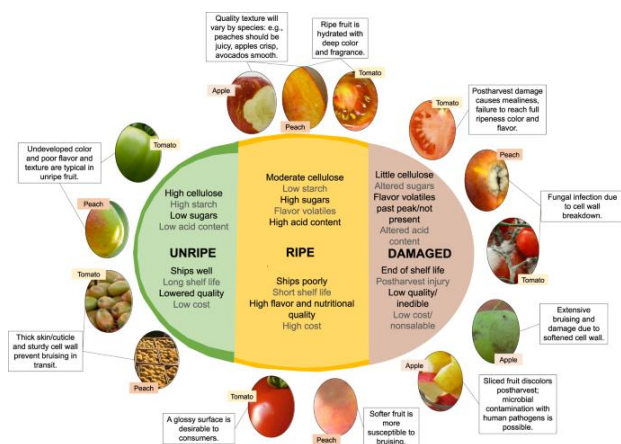 Quality texture will
vary by species: e.g.,
peaches should be
juicy, apples crisp,
avocados smooth.
Ripe fruit is
hydrated with
deep color
and fragrance.
Tomato
Apple
Peach
Tomato
Postharvest damage
causes mealiness,
failure to reach full
ripeness color and
flavor.
Tomato
Undeveloped color
and poor flavor and
texture are typical in
unripe fruit.
Peach
Fungal infection due
to cell wall
breakdown.
Peach
High cellulose
High starch
Low sugars
Low acid content
UNRIPE
Ships well
Long shelf life
Lowered quality
Low cost
Moderate cellulose
Low starch
High sugars
Flavor volatiles
High acid content
RIPE
Ships poorly
Short shelf life
High flavor and nutritional
quality
High cost
Little cellulose
Altered sugars
Flavor volatiles
past peak/not
present
Altered acid
content
DAMAGED
End of shelf life
Postharvest injury
Low quality/
inedible
Low cost/
nonsalable
Tomato
Tomato
Thick skin/cuticle
and sturdy cell wall
prevent bruising in
transit.
Peach
Extensive
bruising and
damage due to
softened cell wall.
Apple
Sliced fruit discolors
postharvest;
microbial
contamination with
human pathogens is
possible.
Apple
A glossy surface is
desirable to
consumers.
Tomato
Peach
Softer fruit is
more
susceptible to
bruising.